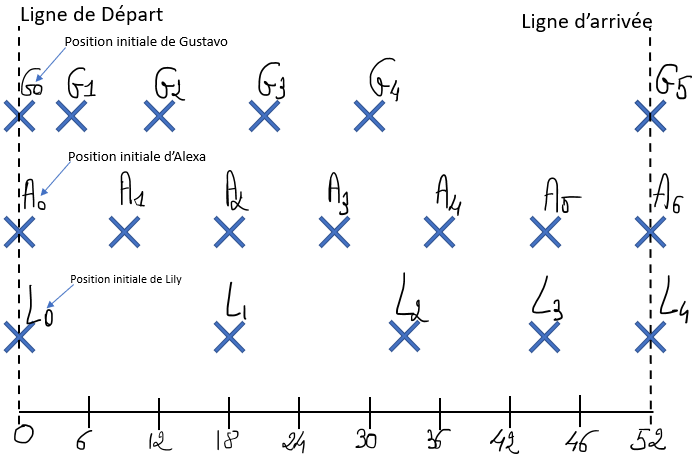 Ligne de Départ
Ligne d'arrivée
Position initiale de Gustavo
G0 G1 G2 G3 G4 G5
Position initiale d'Alexa
A0 A1 A2 A3 A4 A5 A6
Position initiale de Lily
L0 L1 L2 L3 L4
0 6 12 18 24 30 36 42 46 52